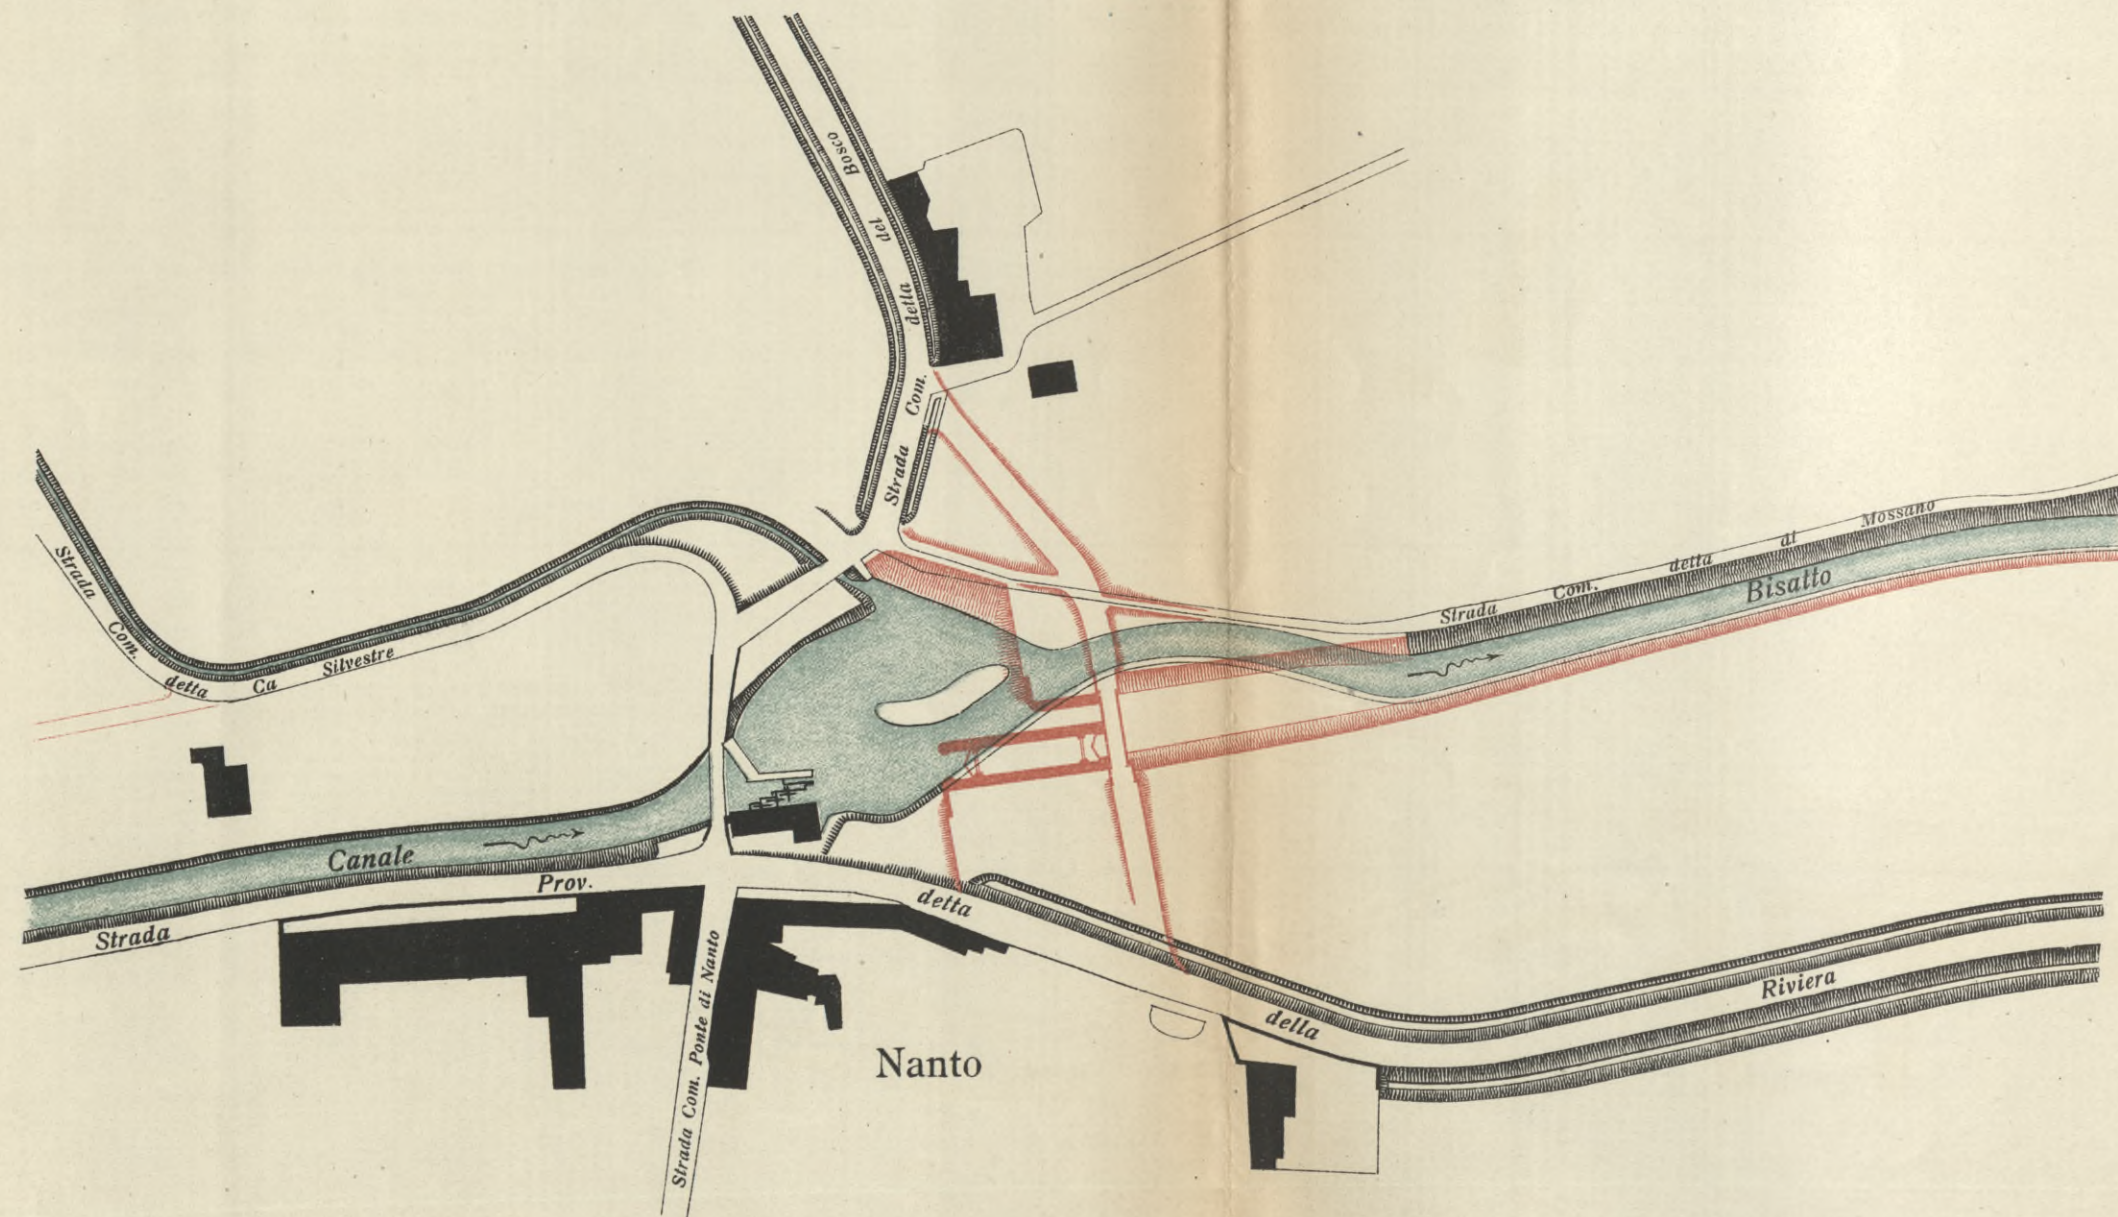 Strada Com. detta del Bosco
Strada Com. detta Ca Silvestre
Strada Com. detta di Mossano
Canale Bisatto
Strada Prov. detta della Riviera
Strada Com. Ponte di Nanto
Nanto